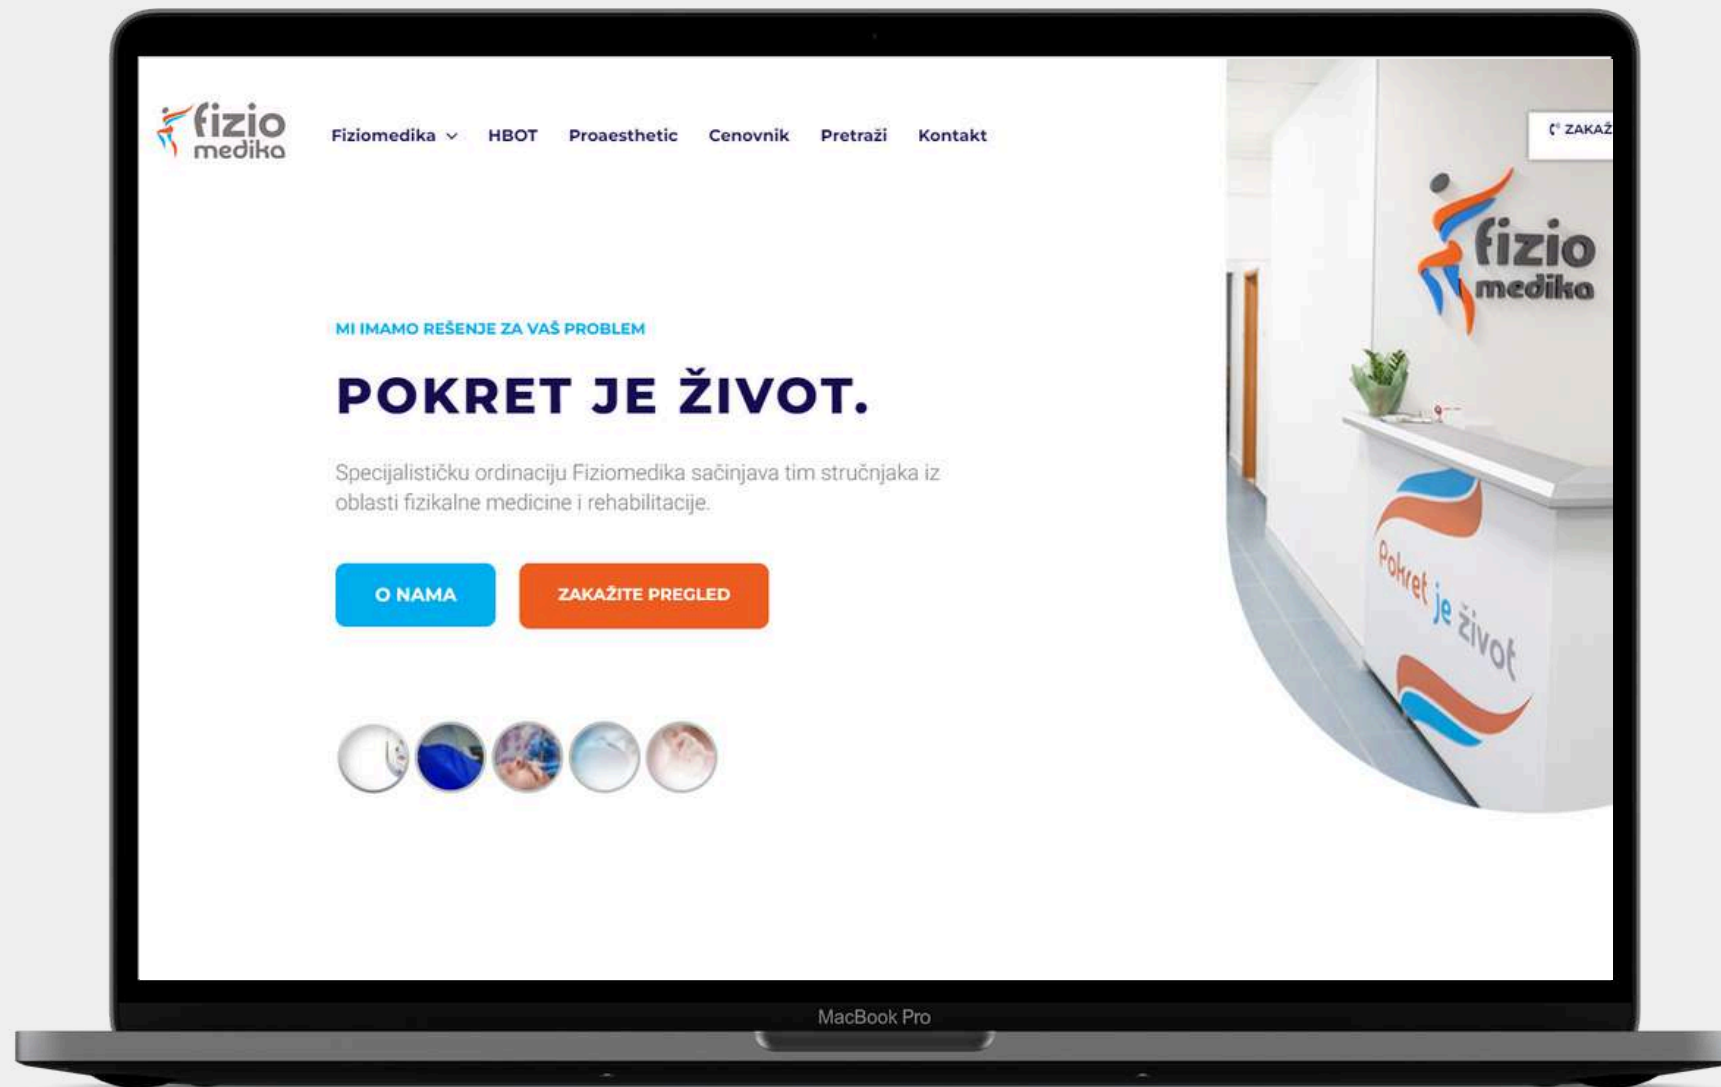 fizio
medika
Fiziomedika HBOT Proaesthetic Cenovnik Pretraži Kontakt
ZAKAŽ
fizio
medika
MI IMAMO REŠENJE ZA VAŠ PROBLEM
POKRET JE ŽIVOT.
Specijalističku ordinaciju Fiziomedika sačinjava tim stručnjaka iz
oblasti fizikalne medicine i rehabilitacije.
O NAMA
ZAKAŽITE PREGLED
Pokret je život
MacBook Pro